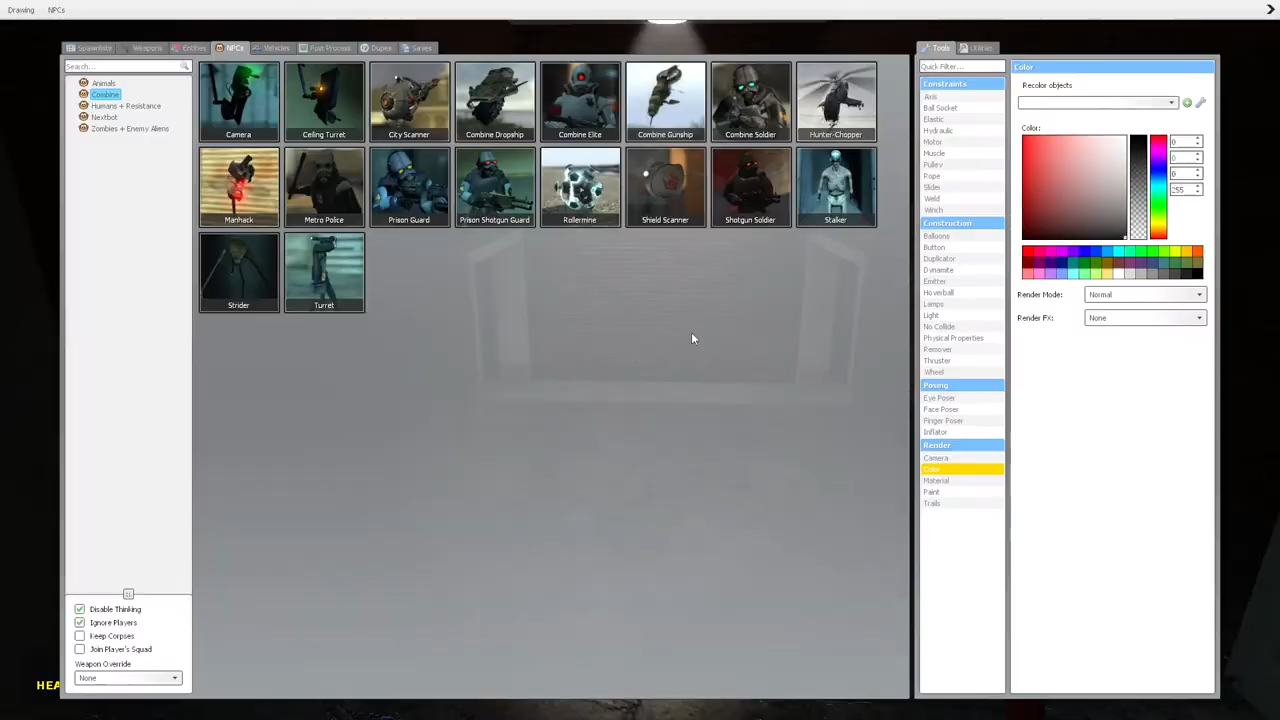 Drawing NPCs
Spawnlists Weapons Entities NPCs Vehicles Post Process Dupes Saves
Search...
Animals
Combine
Humans + Resistance
Nextbot
Zombies + Enemy Aliens
Camera Ceiling Turret City Scanner Combine Dropship Combine Elite Combine Gunship Combine Soldier Hunter-Chopper
Manhack Metro Police Prison Guard Prison Shotgun Guard Rollermine Shield Scanner Shotgun Soldier Stalker
Strider Turret
Disable Thinking
Ignore Players
Keep Corpses
Join Player's Squad
Weapon Override
None
HEA
Tools Utilities
Quick Filter...
Constraints
Axis
Ball Socket
Elastic
Hydraulic
Motor
Muscle
Pulley
Rope
Slider
Weld
Winch
Construction
Balloons
Button
Duplicator
Dynamite
Emitter
Hoverball
Lamps
Light
No Collide
Physical Properties
Remover
Thruster
Wheel
Posing
Eye Poser
Face Poser
Finger Poser
Inflator
Render
Camera
Color
Material
Paint
Trails
Color
Recolor objects
Color:
0
0
0
255
Render Mode: Normal
Render FX: None